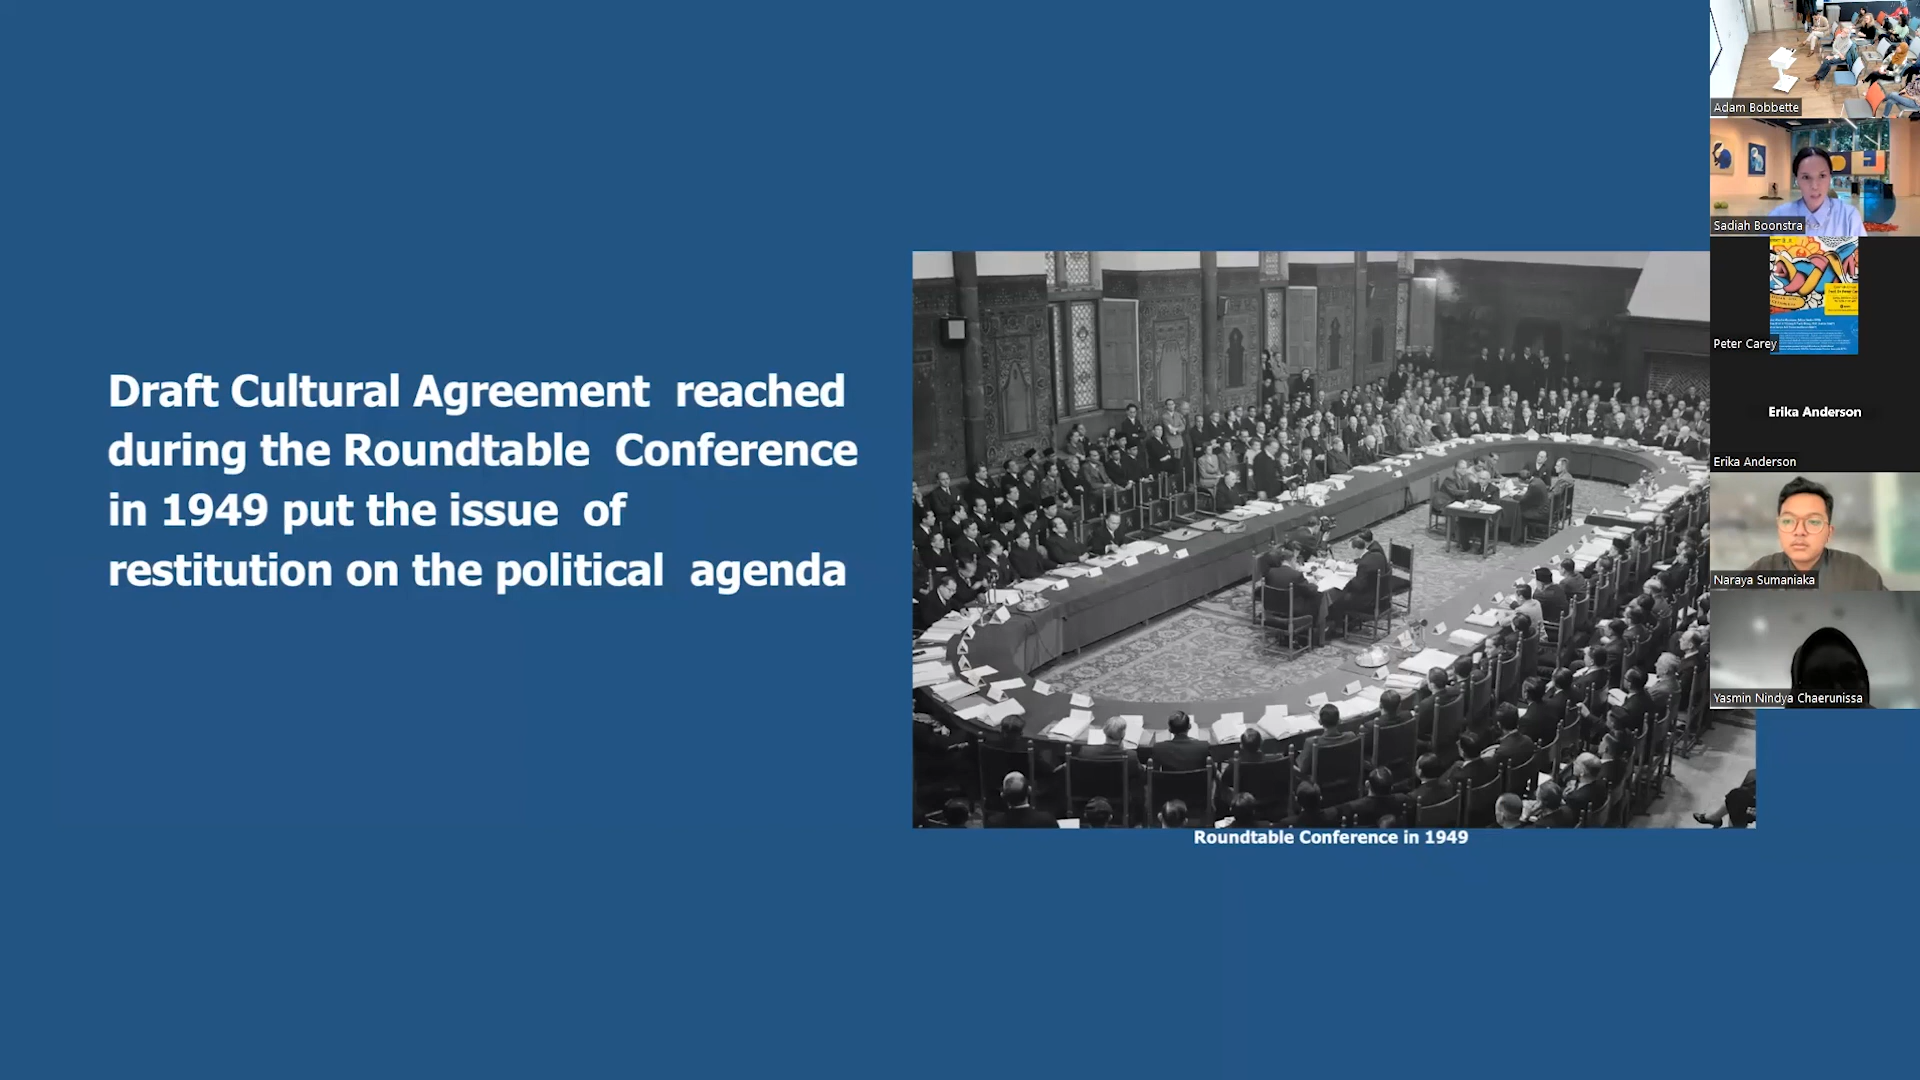 Draft Cultural Agreement reached
during the Roundtable Conference
in 1949 put the issue of
restitution on the political agenda
Roundtable Conference in 1949
Adam Bobbette
Sadiah Boonstra
Peter Carey
Erika Anderson
Erika Anderson
Naraya Sumaniaka
Yasmin Nindya Chaerunissa